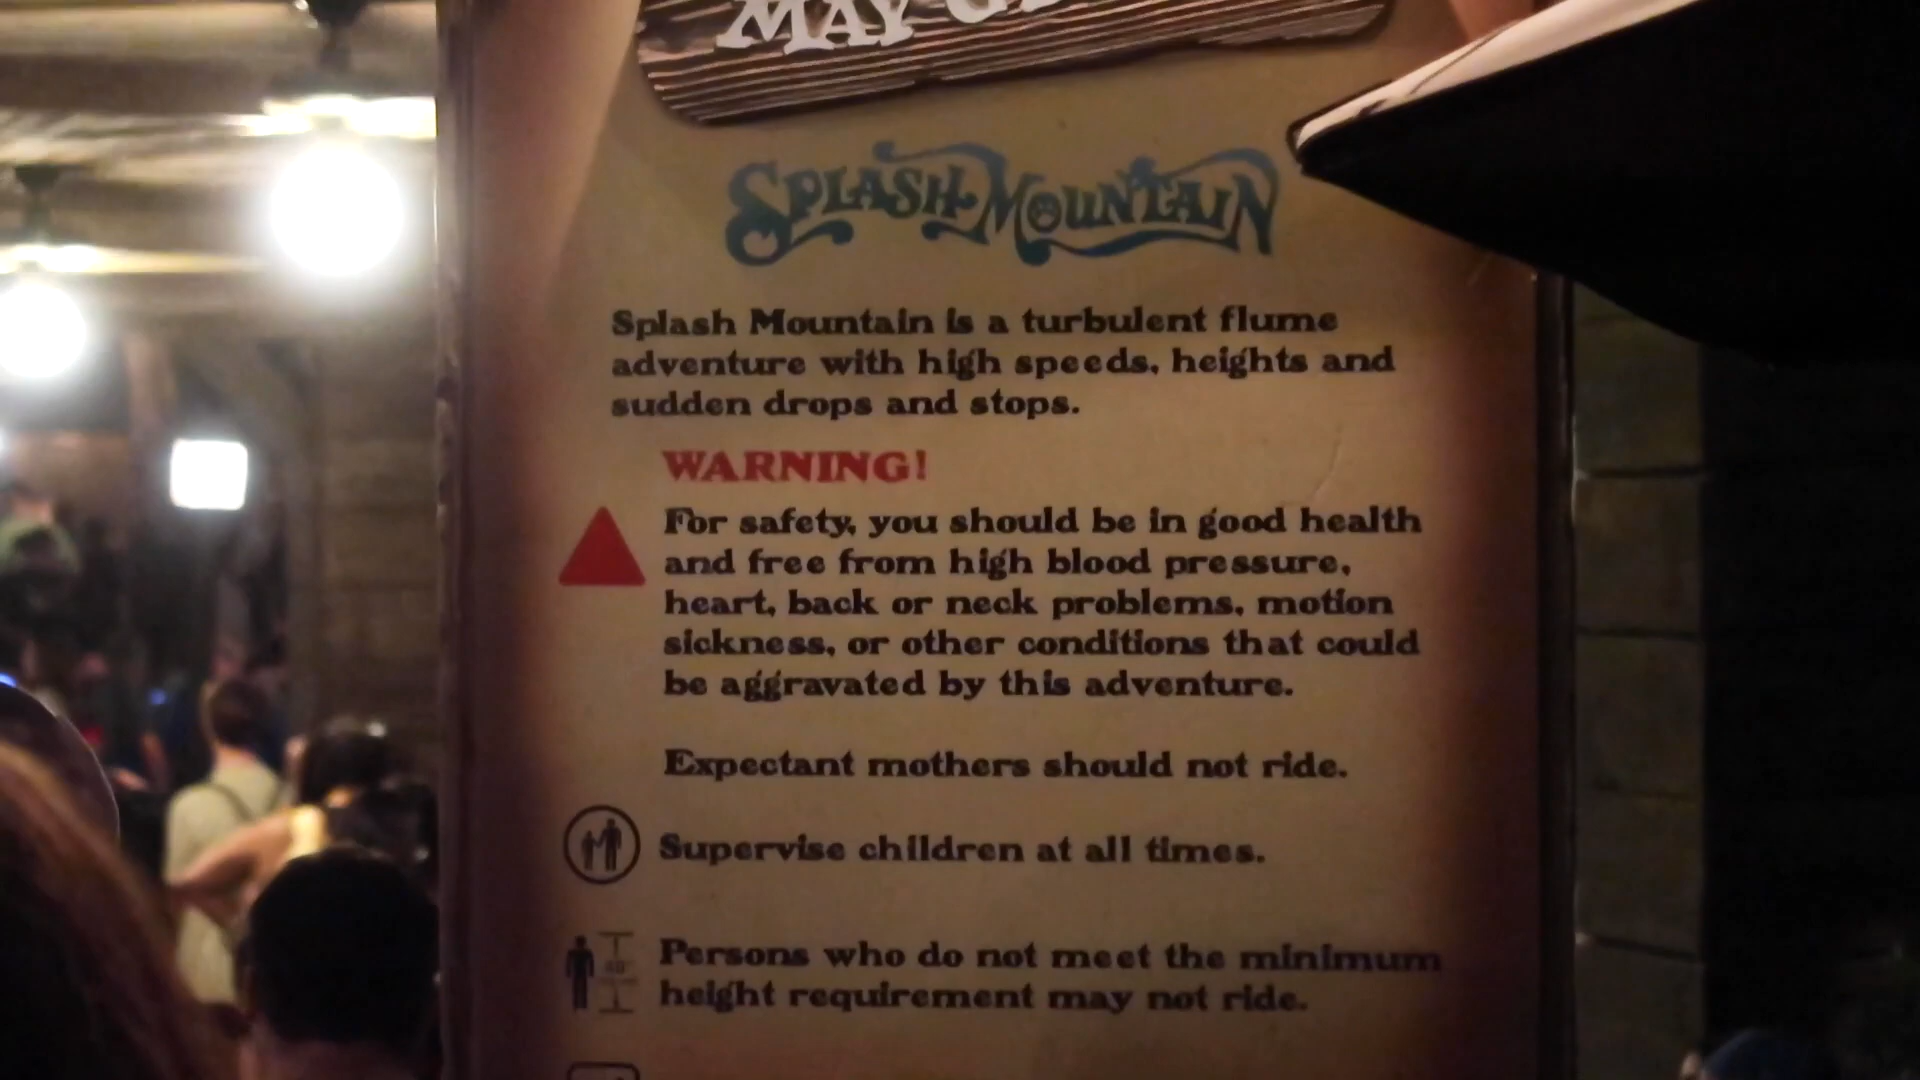 MAY
SPLASH MOUNTAIN
Splash Mountain is a turbulent flume
adventure with high speeds, heights and
sudden drops and stops.
WARNING!
For safety, you should be in good health
and free from high blood pressure,
heart, back or neck problems, motion
sickness, or other conditions that could
be aggravated by this adventure.
Expectant mothers should not ride.
Supervise children at all times.
Persons who do not meet the minimum
height requirement may not ride.